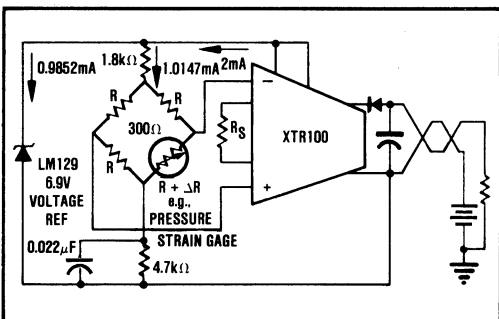 0.9852mA
1.8kΩ
1.0147mA
2mA
R
R
300Ω
R
RS
XTR100
−
+
LM129
6.9V
VOLTAGE
REF
R + ΔR
e.g.,
PRESSURE
STRAIN GAGE
0.022μF
4.7kΩ